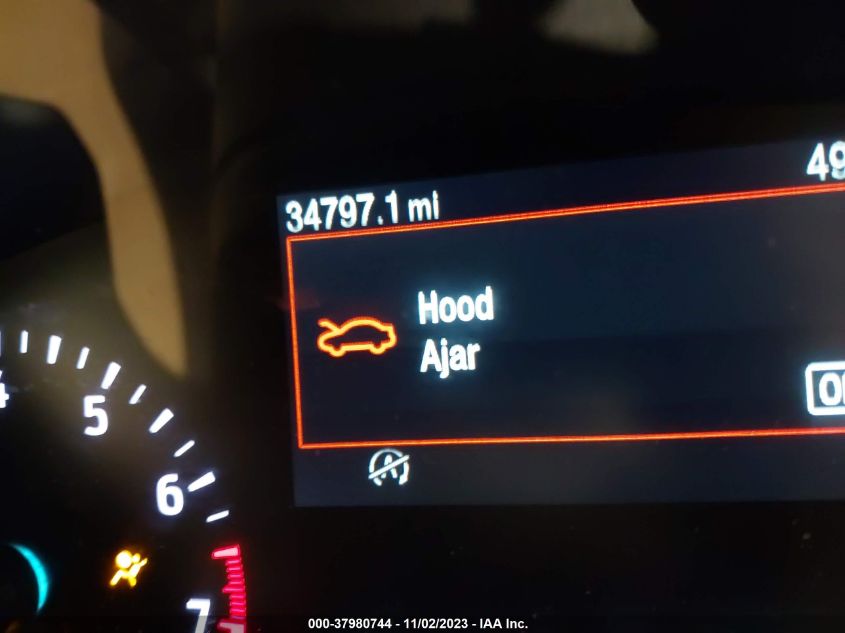 49
34797.1 mi
Hood
Ajar
5
6
7
000-37980744 - 11/02/2023 - IAA Inc.